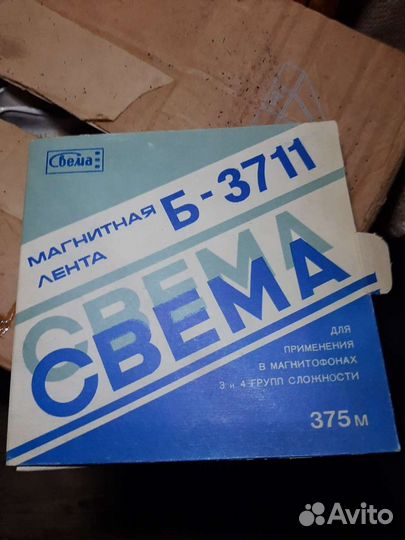 Свема
МАГНИТНАЯ
ЛЕНТА
Б-3711
СВЕМА
СВЕМА
ДЛЯ
ПРИМЕНЕНИЯ
В МАГНИТОФОНАХ
3 и 4 ГРУПП СЛОЖНОСТИ
375 м
Avito